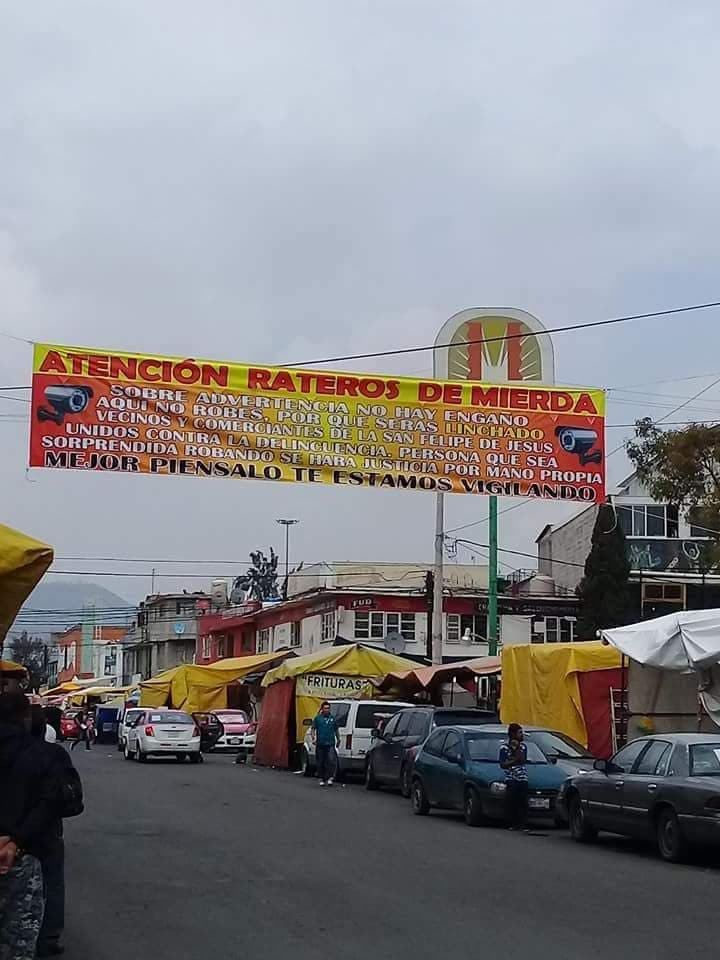 ATENCIÓN RATEROS DE MIERDA
SOBRE ADVERTENCIA NO HAY ENGAÑO
AQUI NO ROBES. POR QUE SERAS LINCHADO
VECINOS Y COMERCIANTES DE LA SAN FELIPE DE JESUS
UNIDOS CONTRA LA DELINCUENCIA. PERSONA QUE SEA
SORPRENDIDA ROBANDO SE HARA JUSTICIA POR MANO PROPIA
MEJOR PIENSALO TE ESTAMOS VIGILANDO
FUD
FRITURAS